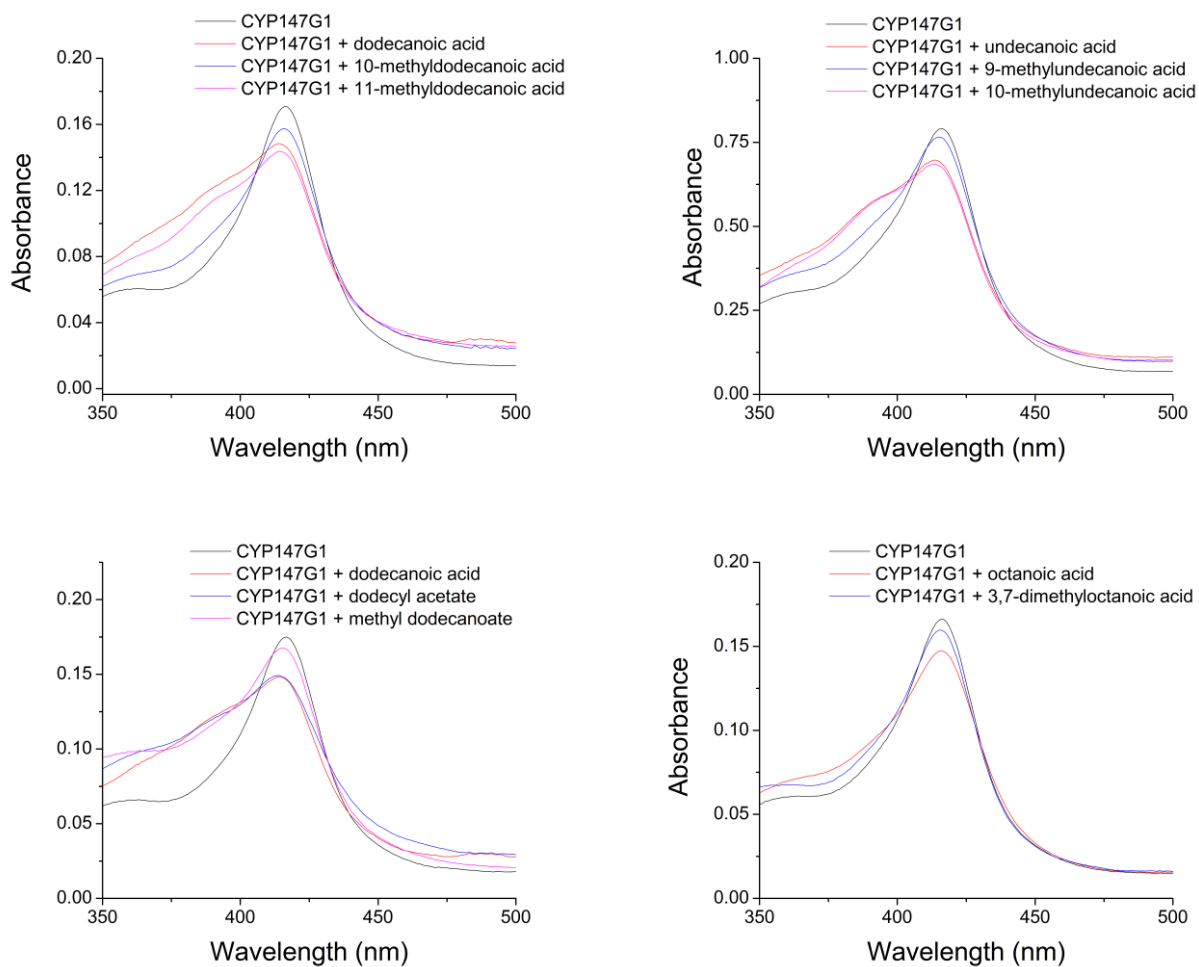 CYP147G1
CYP147G1 + dodecanoic acid
CYP147G1 + 10-methyldodecanoic acid
CYP147G1 + 11-methyldodecanoic acid
0.20
0.16
0.12
0.08
0.04
0.00
Absorbance
350
400
450
500
Wavelength (nm)
CYP147G1
CYP147G1 + undecanoic acid
CYP147G1 + 9-methylundecanoic acid
CYP147G1 + 10-methylundecanoic acid
1.00
0.75
0.50
0.25
0.00
Absorbance
350
400
450
500
Wavelength (nm)
CYP147G1
CYP147G1 + dodecanoic acid
CYP147G1 + dodecyl acetate
CYP147G1 + methyl dodecanoate
0.20
0.15
0.10
0.05
0.00
Absorbance
350
400
450
500
Wavelength (nm)
CYP147G1
CYP147G1 + octanoic acid
CYP147G1 + 3,7-dimethyloctanoic acid
0.20
0.15
0.10
0.05
0.00
Absorbance
350
400
450
500
Wavelength (nm)